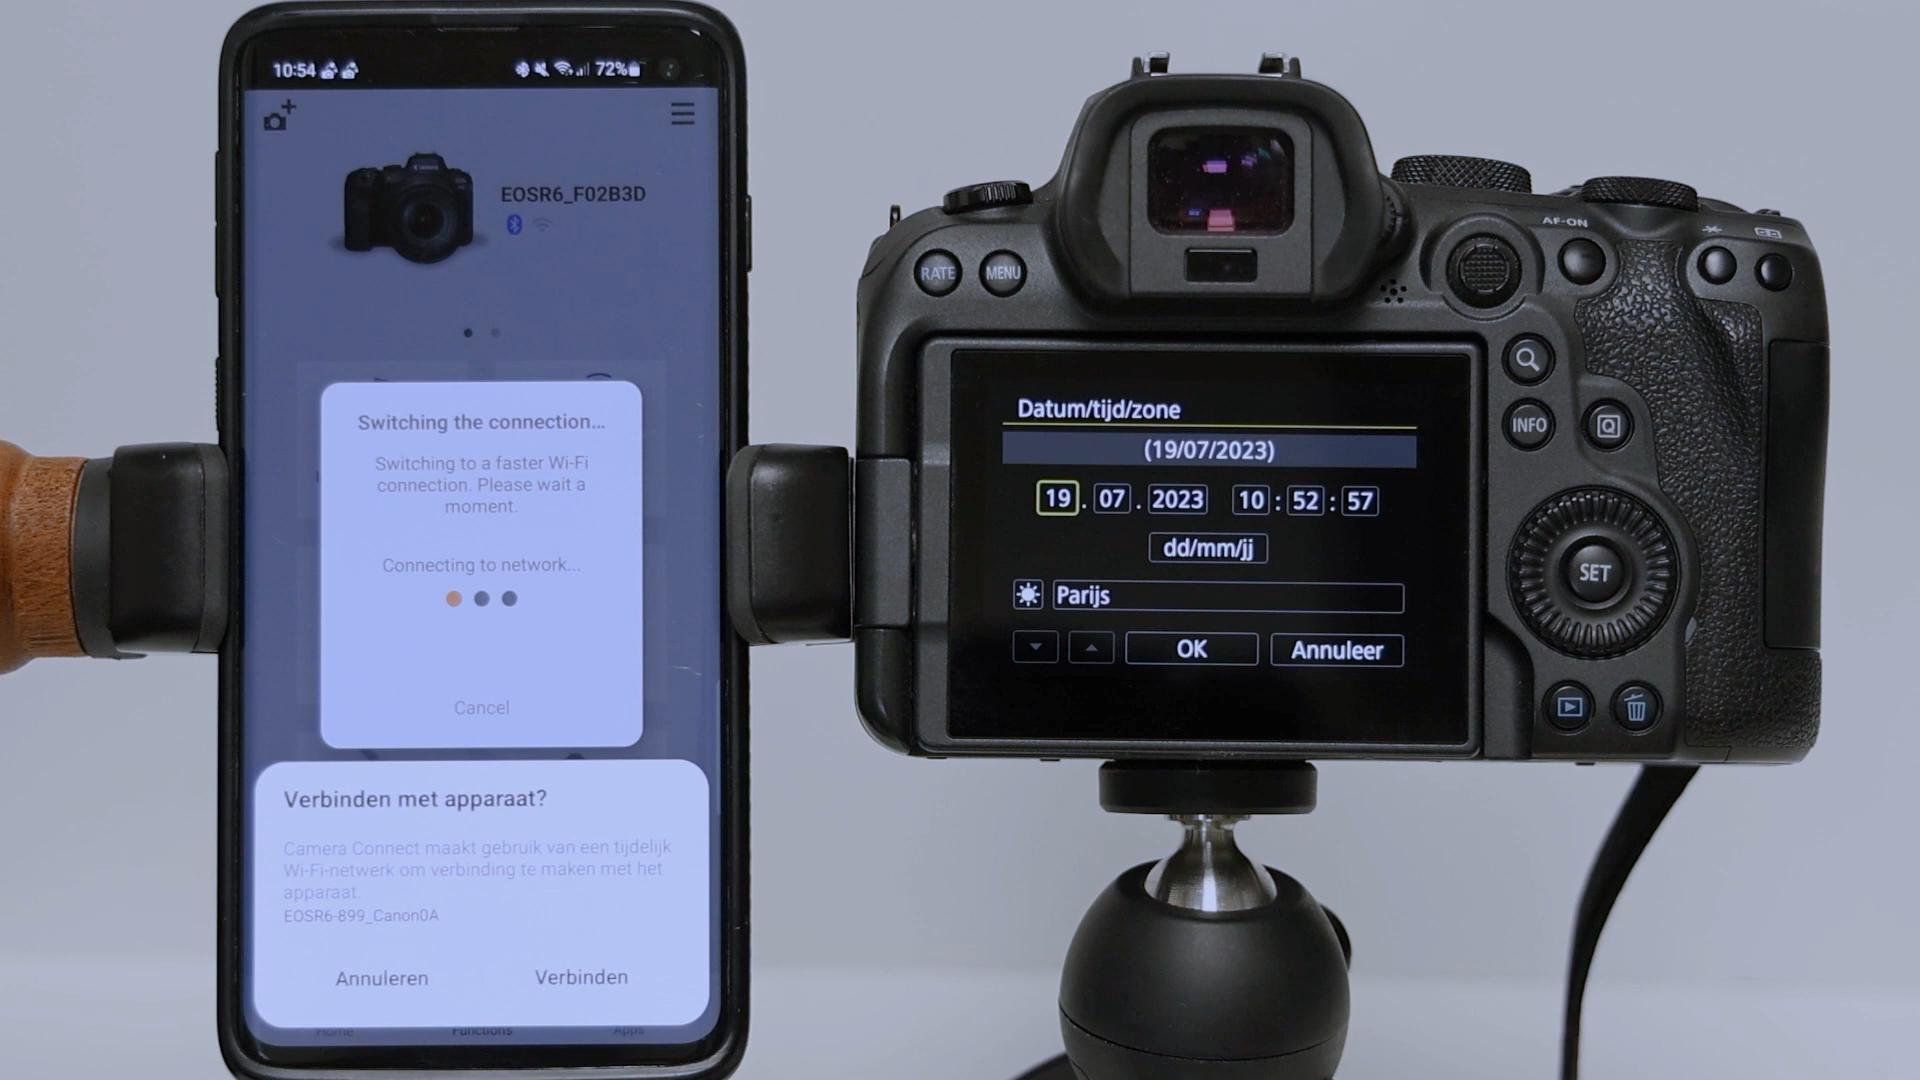 10:54
72%
EOSR6_F02B3D
Switching the connection...
Switching to a faster Wi-Fi
connection. Please wait a
moment.
Connecting to network...
Cancel
Verbinden met apparaat?
Camera Connect maakt gebruik van een tijdelijk
Wi-Fi-netwerk om verbinding te maken met het
apparaat.
EOSR6-899_Canon0A
Annuleren Verbinden
Home Functions Apps
AF-ON
RATE MENU
INFO
Q
SET
Datum/tijd/zone
(19/07/2023)
19 . 07 . 2023 10 : 52 : 57
dd/mm/jj
Parijs
OK Annuleer